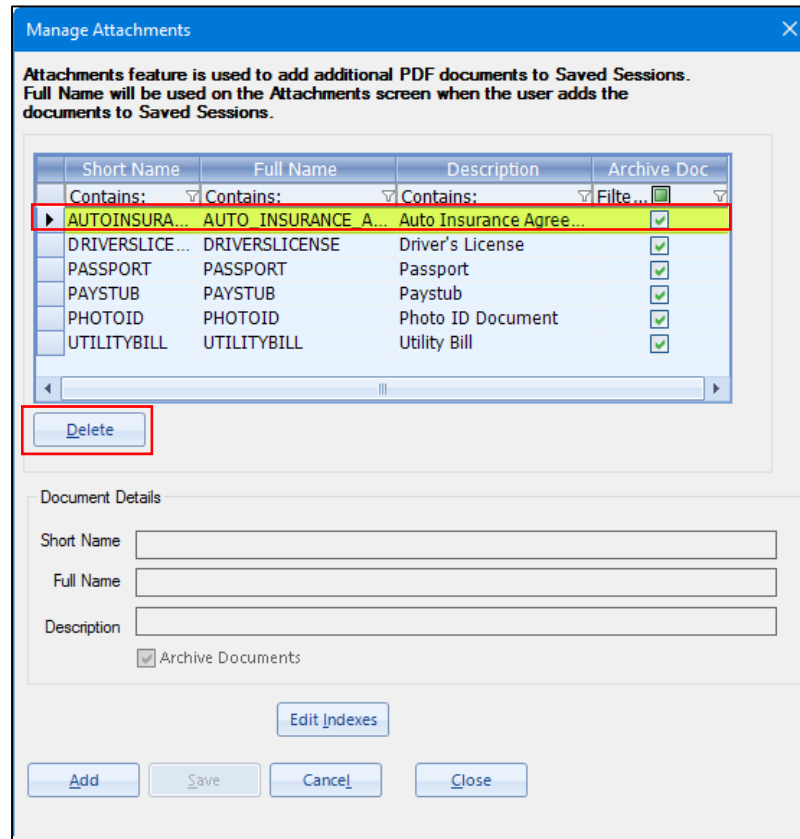 Manage Attachments
Attachments feature is used to add additional PDF documents to Saved Sessions.
Full Name will be used on the Attachments screen when the user adds the
documents to Saved Sessions.
Short Name Full Name Description Archive Doc
Contains: Contains: Contains: Filte...
AUTOINSURA... AUTO_INSURANCE_A... Auto Insurance Agree...
DRIVERSLICE... DRIVERSLICENSE Driver's License
PASSPORT PASSPORT Passport
PAYSTUB PAYSTUB Paystub
PHOTOID PHOTOID Photo ID Document
UTILITYBILL UTILITYBILL Utility Bill
Delete
Document Details
Short Name
Full Name
Description
Archive Documents
Edit Indexes
Add Save Cancel Close